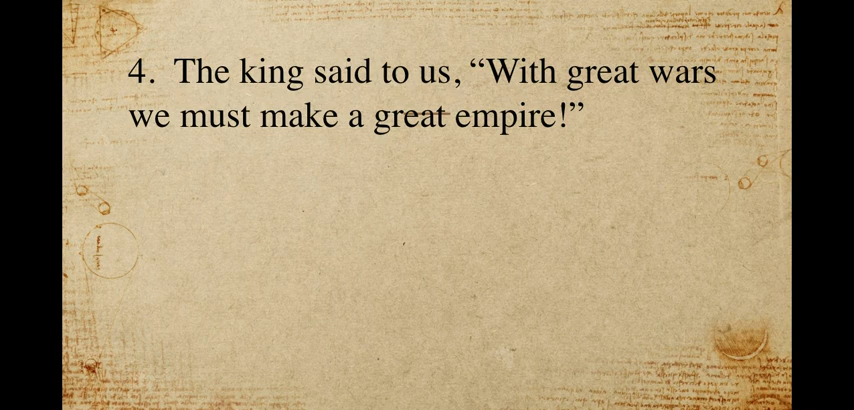 4. The king said to us, “With great wars
we must make a great empire!”